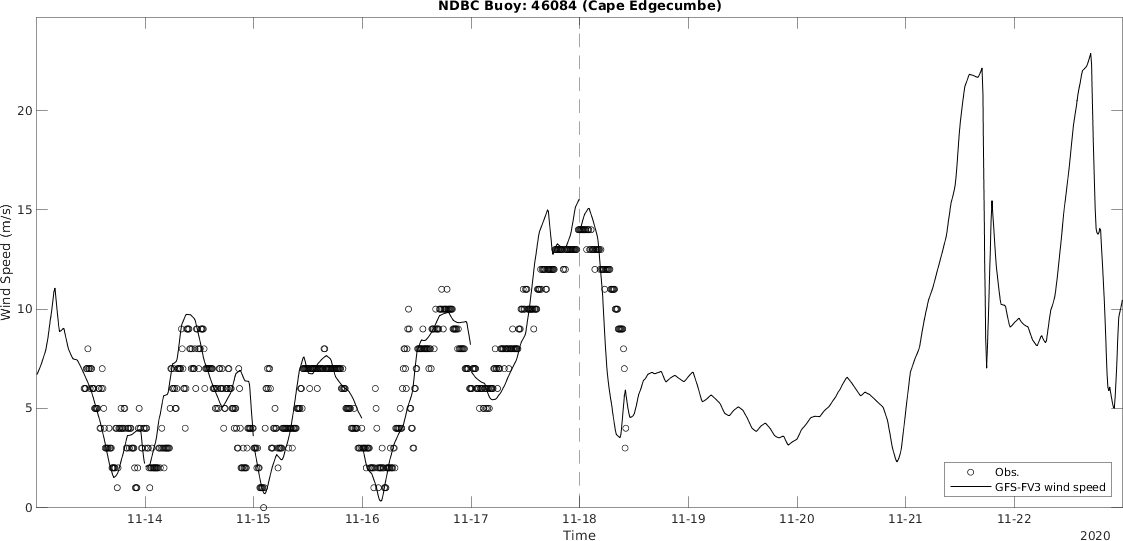 NDBC Buoy: 46084 (Cape Edgecumbe)
Wind Speed (m/s)
20
15
10
5
0
11-14 11-15 11-16 11-17 11-18 11-19 11-20 11-21 11-22
Time
2020
Obs.
GFS-FV3 wind speed